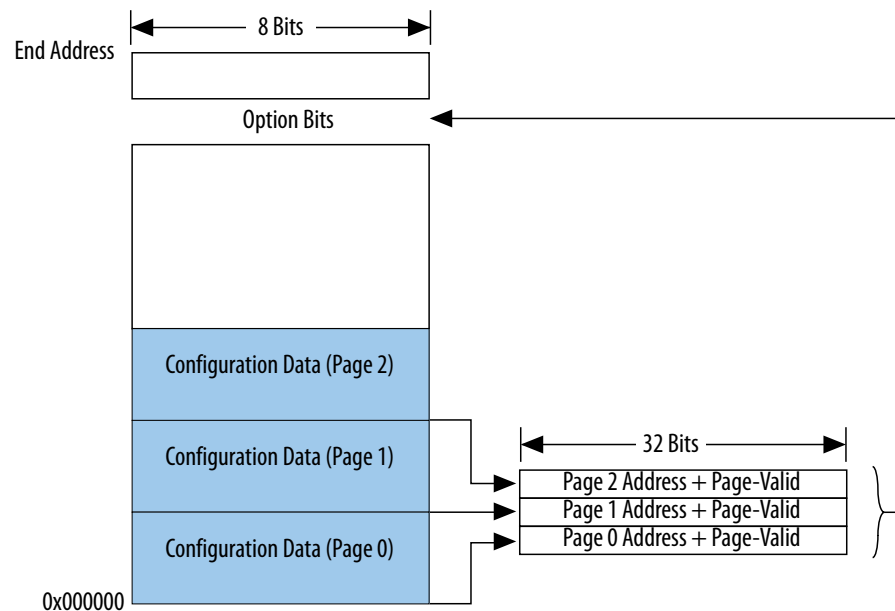 8 Bits
End Address
Option Bits
Configuration Data (Page 2)
Configuration Data (Page 1)
32 Bits
Page 2 Address + Page-Valid
Page 1 Address + Page-Valid
Page 0 Address + Page-Valid
Configuration Data (Page 0)
0x000000